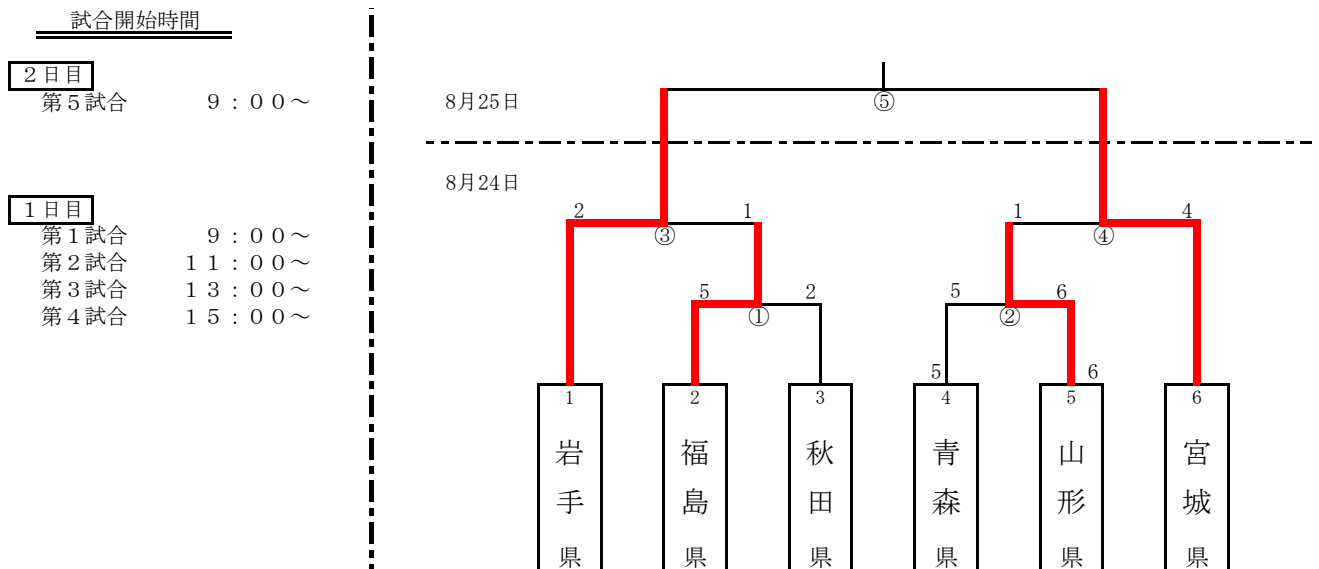 試合開始時間
２日目
第５試合　９：００～
１日目
第１試合　９：００～
第２試合　１１：００～
第３試合　１３：００～
第４試合　１５：００～
8月25日
⑤
8月24日
2　1　1　4
③　④
5　2　5　6
①　②
5　6
1　2　3　4　5　6
岩手県
福島県
秋田県
青森県
山形県
宮城県